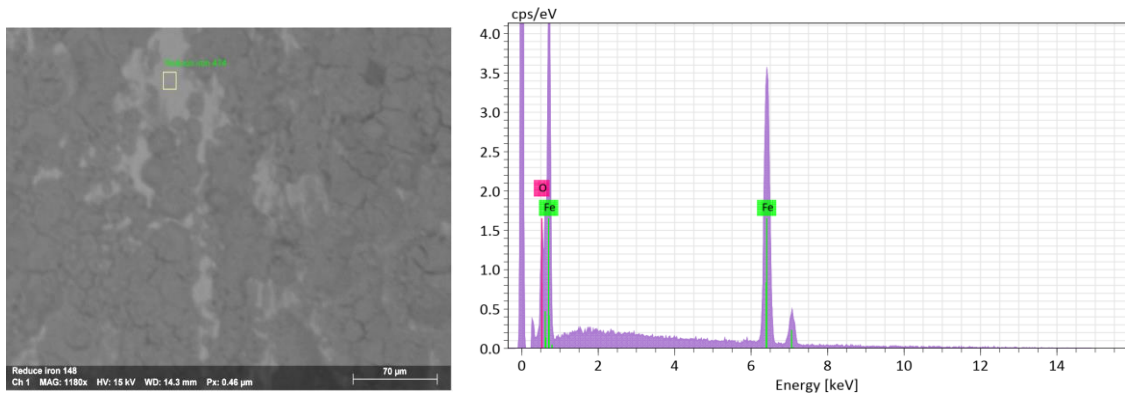 cps/eV
4.0
3.5
3.0
2.5
2.0
1.5
1.0
0.5
0.0
O
Fe
Fe
0 2 4 6 8 10 12 14
Energy [keV]
Reduce iron 148
Ch 1 MAG: 1180x HV: 15 kV WD: 14.3 mm Px: 0.46 µm
70 µm